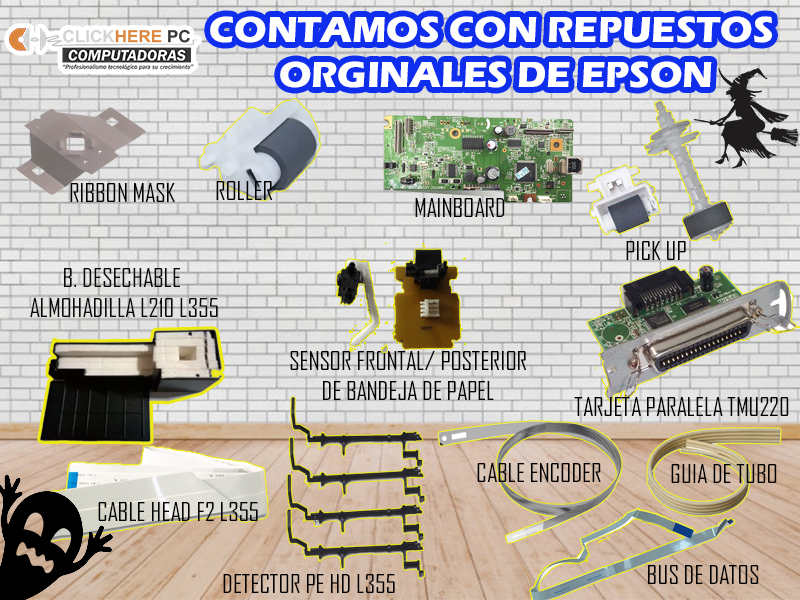 CLICKHERE PC
COMPUTADORAS
"Profesionalismo tecnológico para su crecimiento"
CONTAMOS CON REPUESTOS
ORGINALES DE EPSON
RIBBON MASK
ROLLER
MAINBOARD
PICK UP
B. DESECHABLE
ALMOHADILLA L210 L355
SENSOR FRONTAL/ POSTERIOR
DE BANDEJA DE PAPEL
TARJETA PARALELA TMU220
CABLE ENCODER
GUIA DE TUBO
CABLE HEAD F2 L355
DETECTOR PE HD L355
BUS DE DATOS